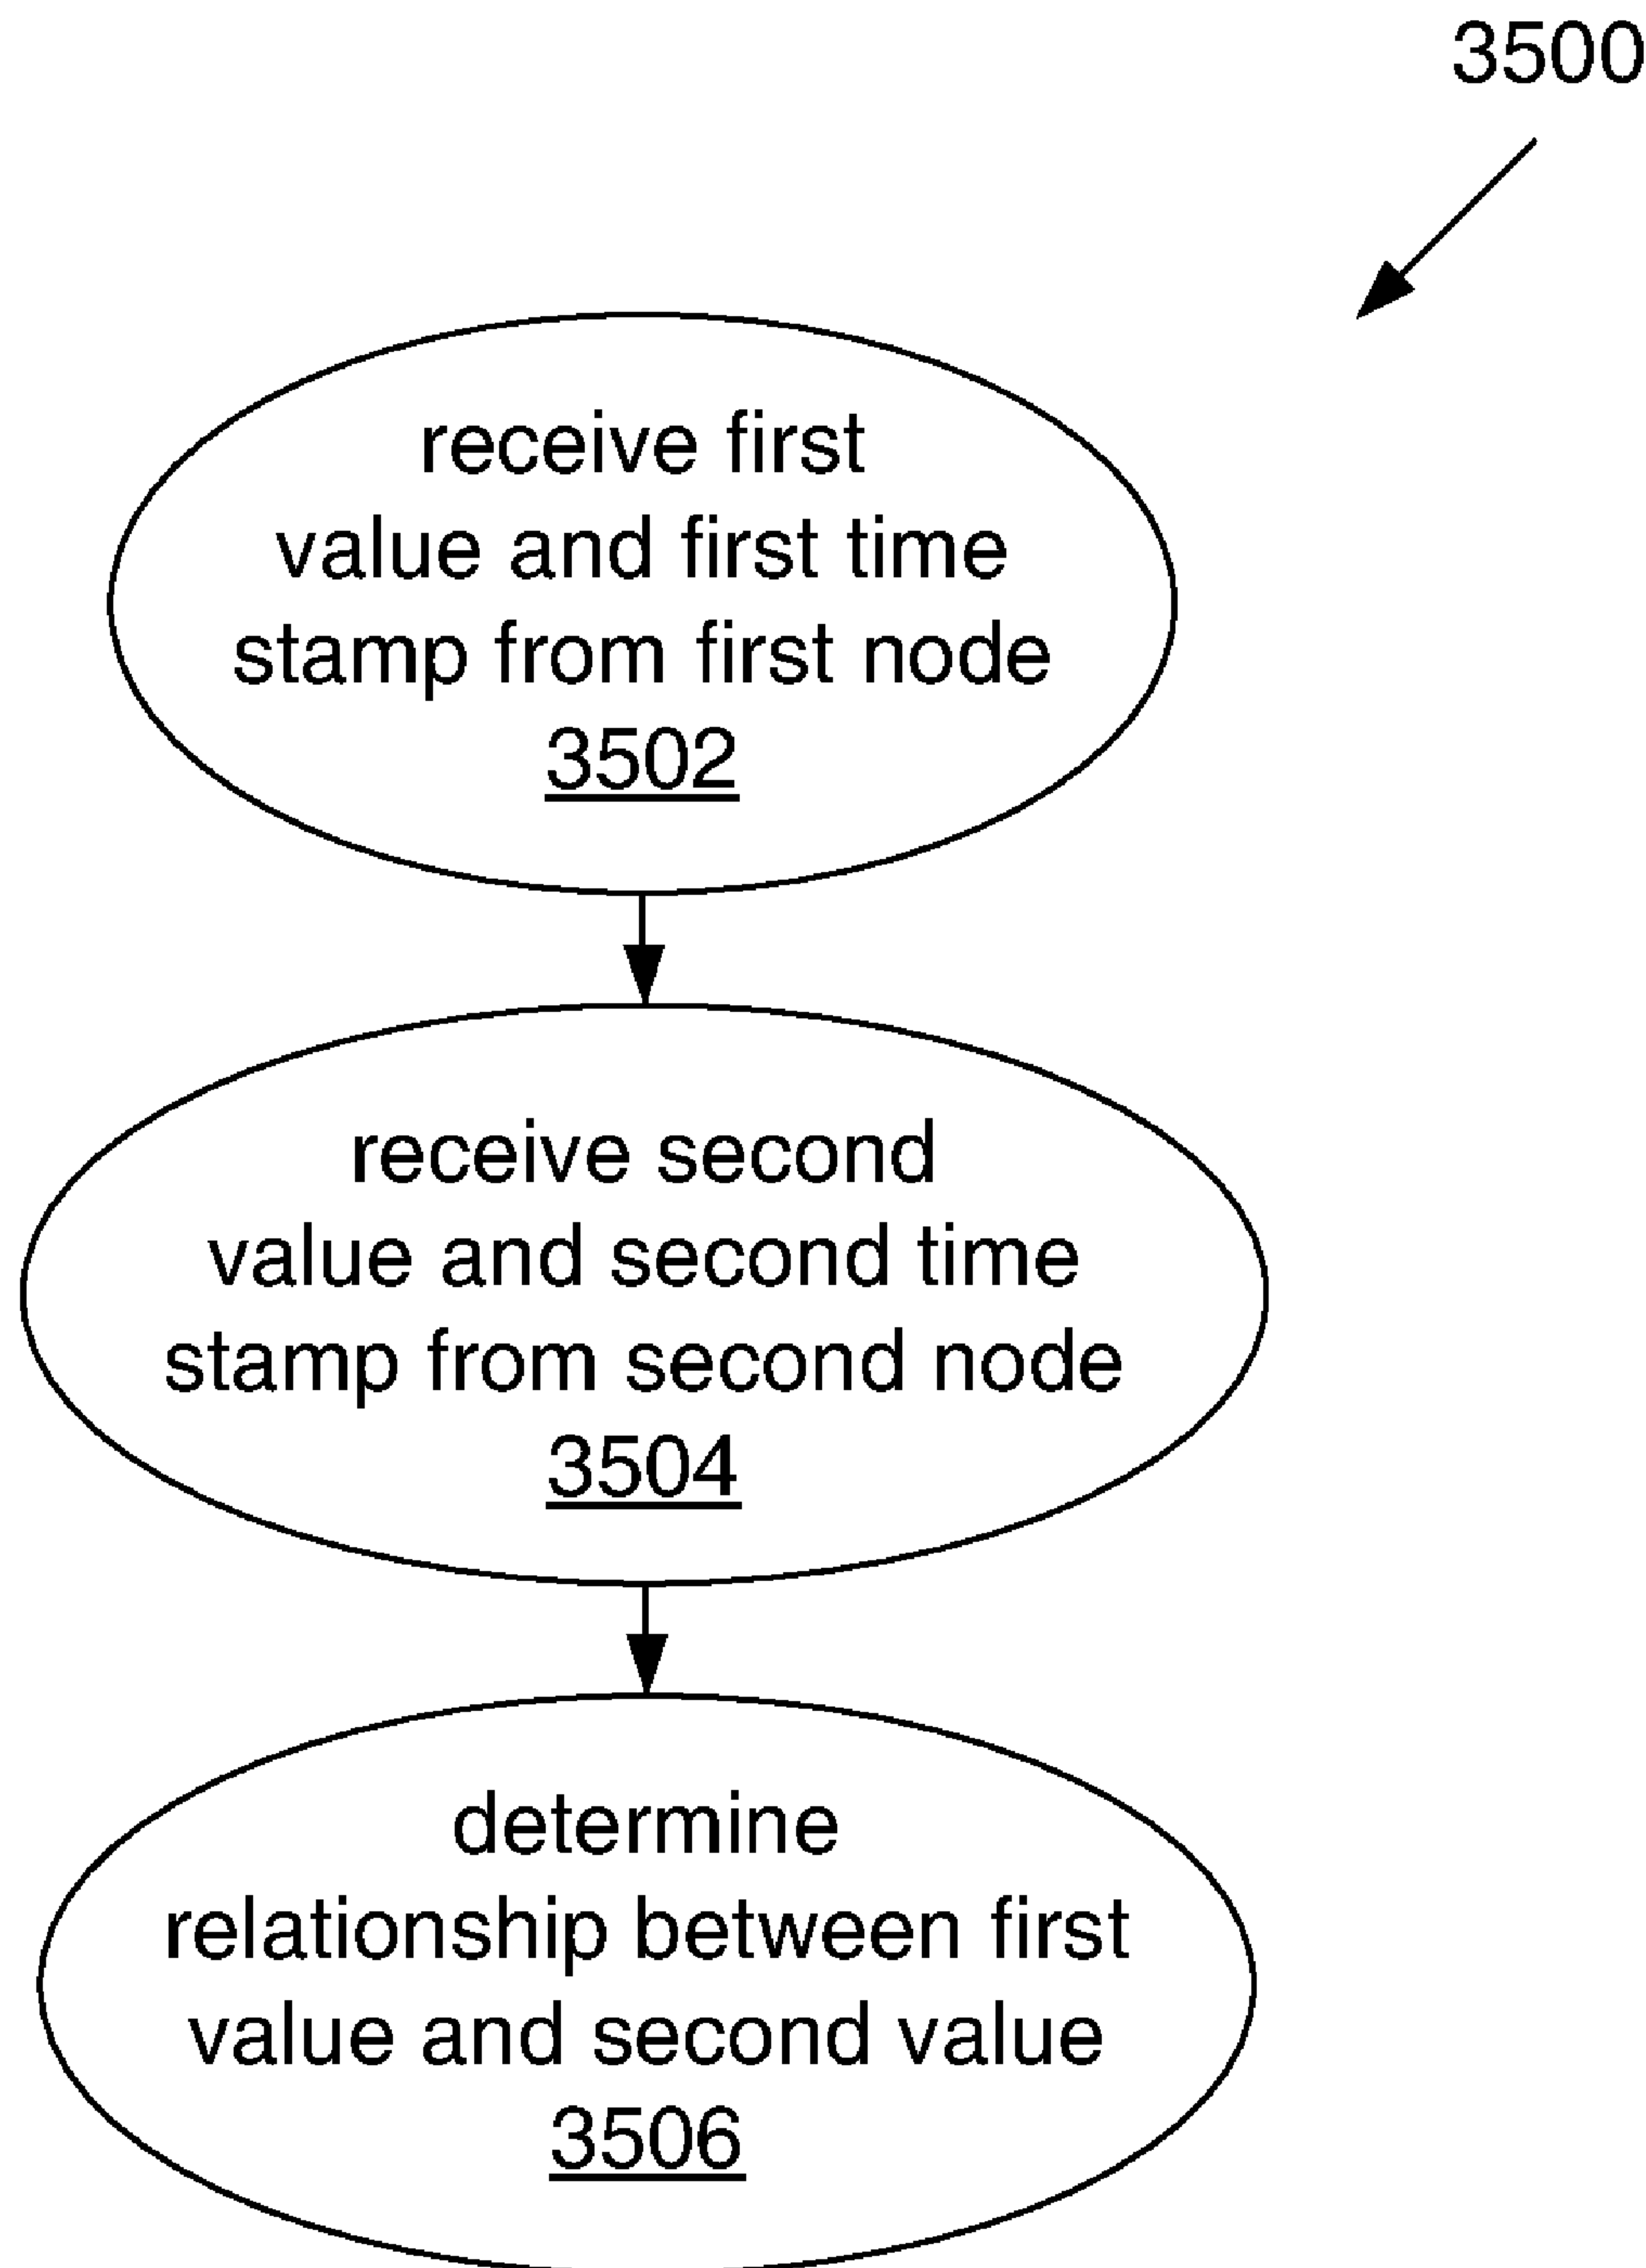 3500
receive first
value and first time
stamp from first node
3502
receive second
value and second time
stamp from second node
3504
determine
relationship between first
value and second value
3506